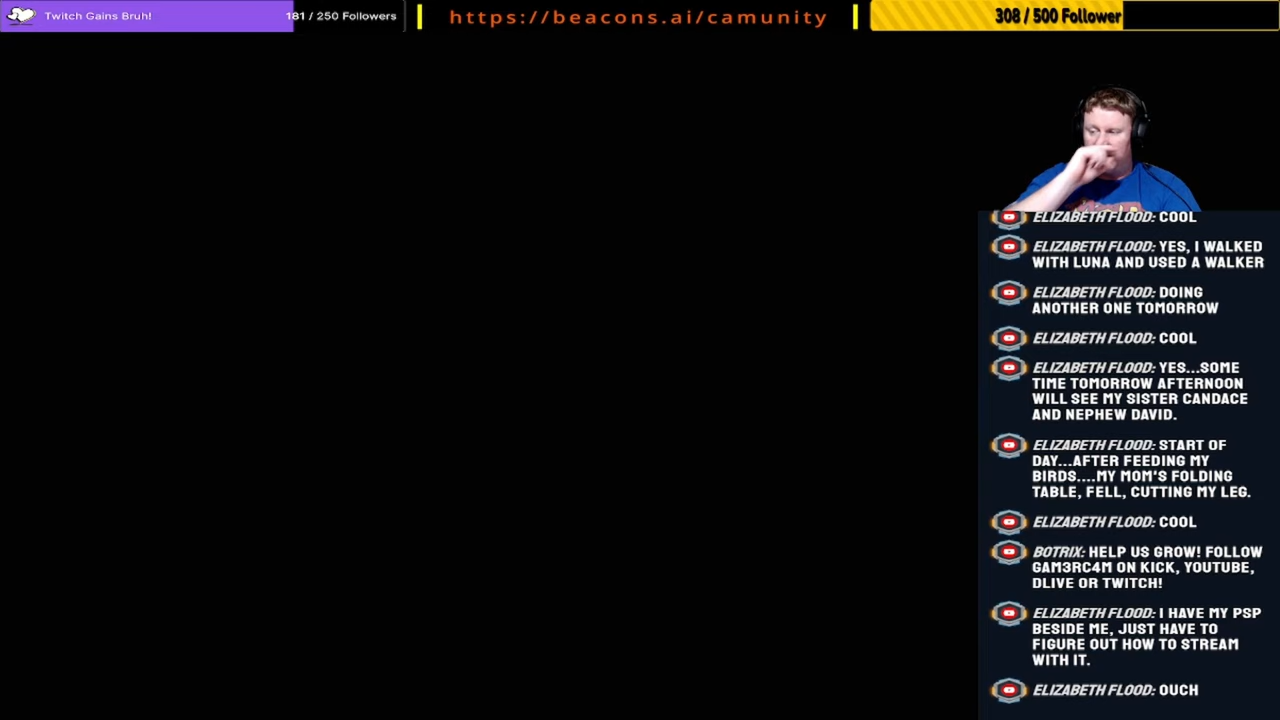 Twitch Gains Bruh!
181 / 250 Followers
https://beacons.ai/camunity
308 / 500 Follower
ELIZABETH FLOOD: COOL
ELIZABETH FLOOD: YES, I WALKED
WITH LUNA AND USED A WALKER
ELIZABETH FLOOD: DOING
ANOTHER ONE TOMORROW
ELIZABETH FLOOD: COOL
ELIZABETH FLOOD: YES...SOME
TIME TOMORROW AFTERNOON
WILL SEE MY SISTER CANDACE
AND NEPHEW DAVID.
ELIZABETH FLOOD: START OF
DAY...AFTER FEEDING MY
BIRDS....MY MOM'S FOLDING
TABLE, FELL, CUTTING MY LEG.
ELIZABETH FLOOD: COOL
BOTRIX: HELP US GROW! FOLLOW
GAM3RC4M ON KICK, YOUTUBE,
DLIVE OR TWITCH!
ELIZABETH FLOOD: I HAVE MY PSP
BESIDE ME, JUST HAVE TO
FIGURE OUT HOW TO STREAM
WITH IT.
ELIZABETH FLOOD: OUCH